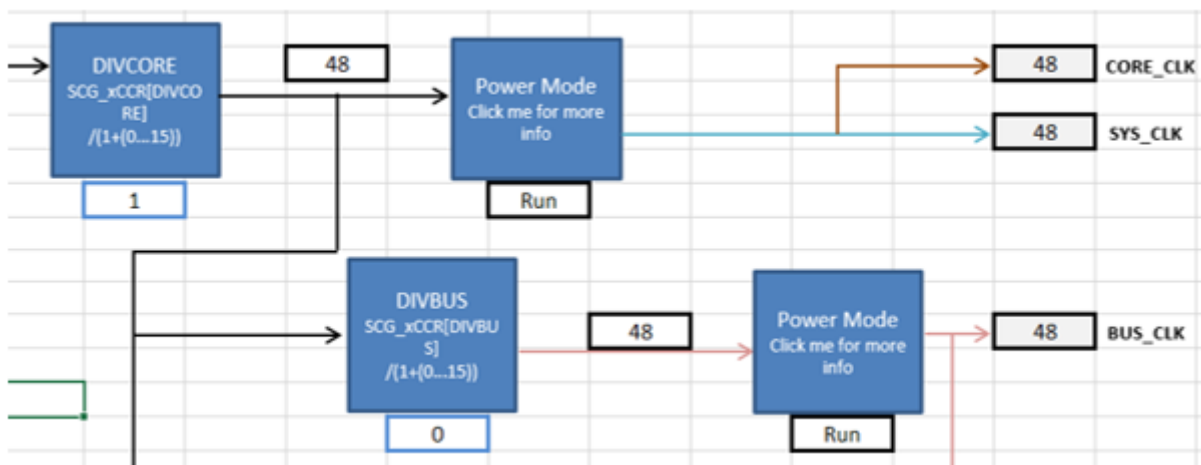 DIVCORE
SCG_xCCR[DIVCO
RE]
/(1+(0...15))
1
48
Power Mode
Click me for more
info
Run
48
CORE_CLK
48
SYS_CLK
DIVBUS
SCG_xCCR[DIVBU
S]
/(1+(0...15))
0
48
Power Mode
Click me for more
info
Run
48
BUS_CLK